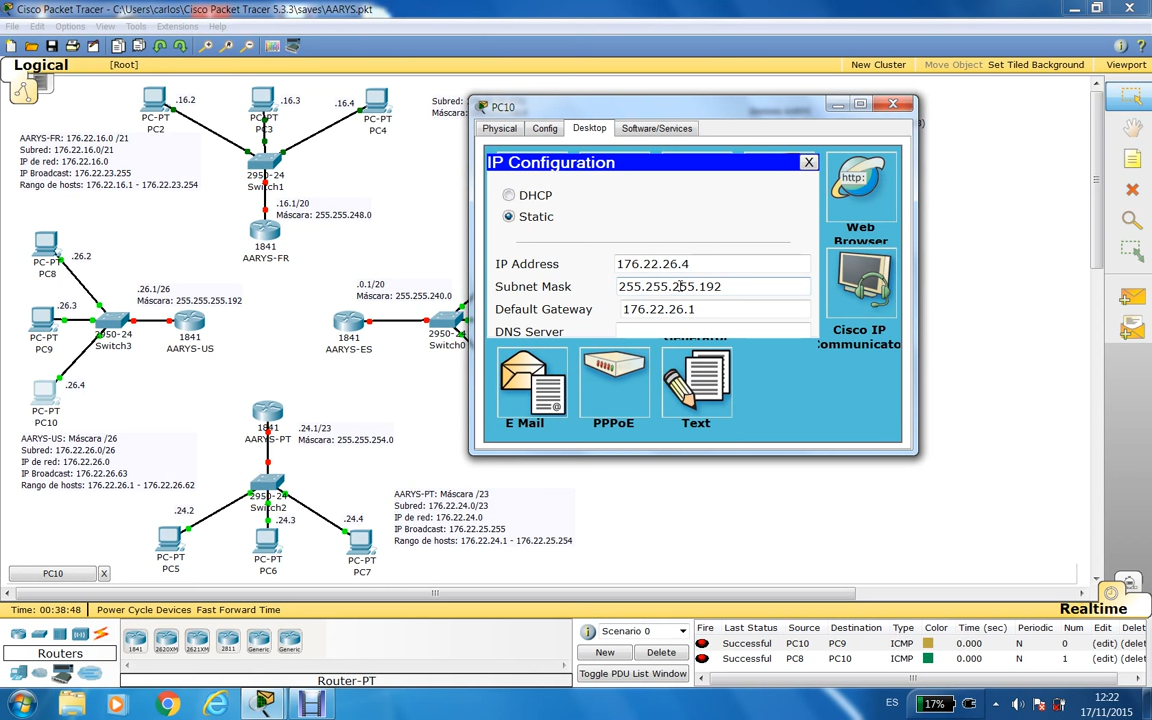 Cisco Packet Tracer - C:\Users\carlos\Cisco Packet Tracer 5.3.3\saves\AARYS.pkt
File Edit Options View Tools Extensions Help
Logical [Root] New Cluster Move Object Set Tiled Background Viewport
.16.2
PC-PT
PC2
.16.3
PC-PT
PC3
.16.4
PC-PT
PC4
Subred:
Máscara:
AARYS-FR: 176.22.16.0 /21
Subred: 176.22.16.0/21
IP de red: 176.22.16.0
IP Broadcast: 176.22.23.255
Rango de hosts: 176.22.16.1 - 176.22.23.254
2950-24
Switch1
.16.1/20
Máscara: 255.255.248.0
1841
AARYS-FR
.26.2
PC-PT
PC8
.26.3
PC-PT
PC9
.26.4
PC-PT
PC10
2950-24
Switch3
.26.1/26
Máscara: 255.255.255.192
1841
AARYS-US
.0.1/20
Máscara: 255.255.240.0
1841
AARYS-ES
2950-24
Switch0
AARYS-US: Máscara /26
Subred: 176.22.26.0/26
IP de red: 176.22.26.0
IP Broadcast: 176.22.26.63
Rango de hosts: 176.22.26.1 - 176.22.26.62
1841
AARYS-PT
.24.1/23
Máscara: 255.255.254.0
2950-24
Switch2
.24.2
.24.3
.24.4
PC-PT
PC5
PC-PT
PC6
PC-PT
PC7
AARYS-PT: Máscara /23
Subred: 176.22.24.0/23
IP de red: 176.22.24.0
IP Broadcast: 176.22.25.255
Rango de hosts: 176.22.24.1 - 176.22.25.254
PC10
Physical Config Desktop Software/Services
IP Configuration X
DHCP
Static
IP Address 176.22.26.4
Subnet Mask 255.255.255.192
Default Gateway 176.22.26.1
DNS Server
http:
Web
Browser
Cisco IP
E Mail
PPPoE
Text
PC10 X
Time: 00:38:48 Power Cycle Devices Fast Forward Time Realtime
Routers
1841 2620XM 2621XM 2811 Generic Generic
Router-PT
Scenario 0
New Delete
Toggle PDU List Window
Fire Last Status Source Destination Type Color Time (sec) Periodic Num Edit Delet
Successful PC10 PC9 ICMP 0.000 N 0 (edit) (delet
Successful PC8 PC10 ICMP 0.000 N 1 (edit) (delet
ES 17% 12:22
17/11/2015